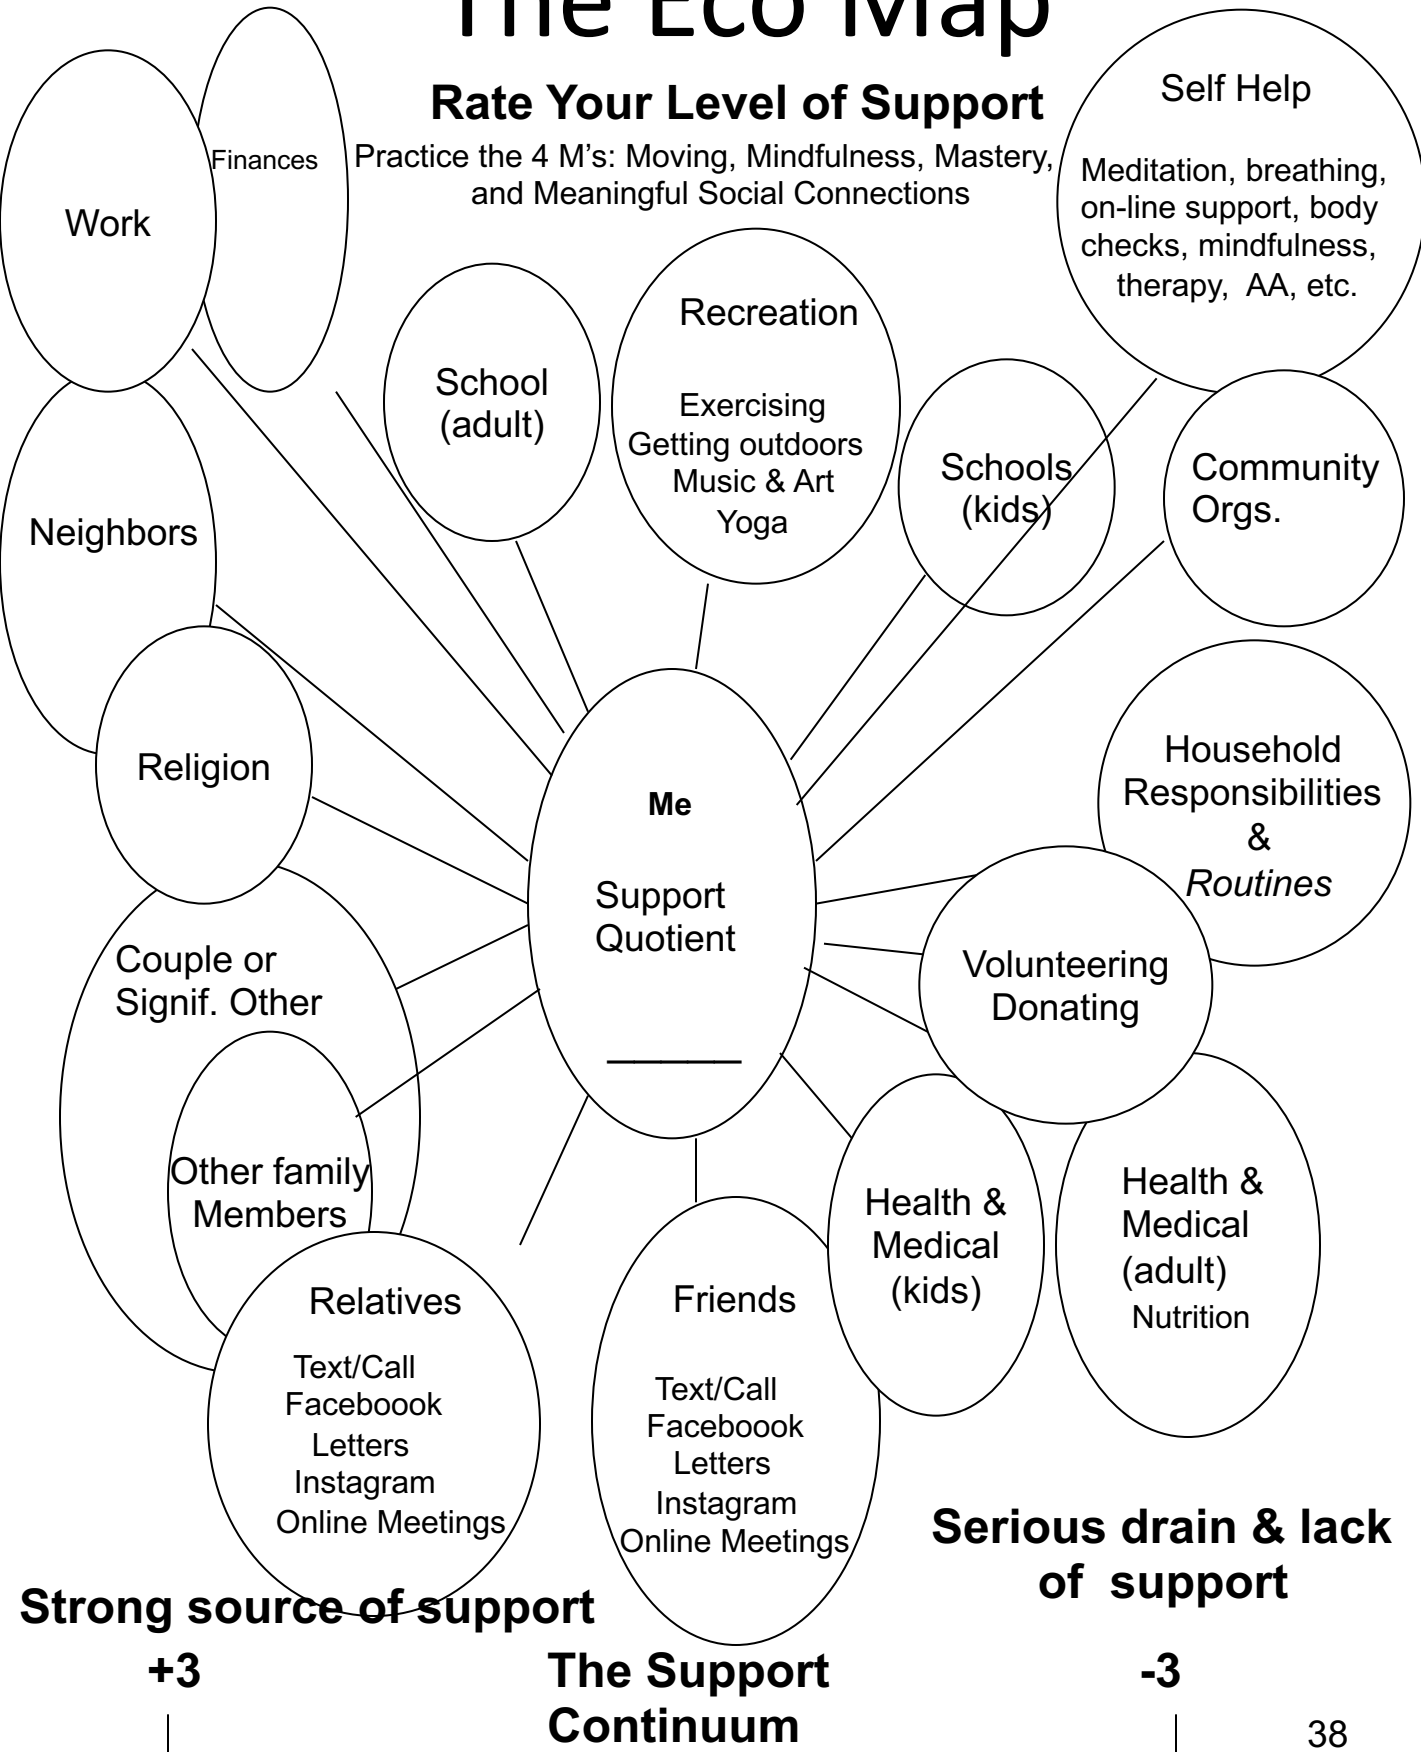 The Eco Map
Rate Your Level of Support
Practice the 4 M's: Moving, Mindfulness, Mastery,
and Meaningful Social Connections
Work
Finances
School
(adult)
Recreation
Exercising
Getting outdoors
Music & Art
Yoga
Self Help
Meditation, breathing,
on-line support, body
checks, mindfulness,
therapy, AA, etc.
Schools
(kids)
Community
Orgs.
Neighbors
Religion
Me
Support
Quotient
______
Household
Responsibilities
&
Routines
Volunteering
Donating
Couple or
Signif. Other
Other family
Members
Relatives
Text/Call
Faceboook
Letters
Instagram
Online Meetings
Friends
Text/Call
Faceboook
Letters
Instagram
Online Meetings
Health &
Medical
(kids)
Health &
Medical
(adult)
Nutrition
Strong source of support
+3
The Support
Continuum
Serious drain & lack
of support
-3
38